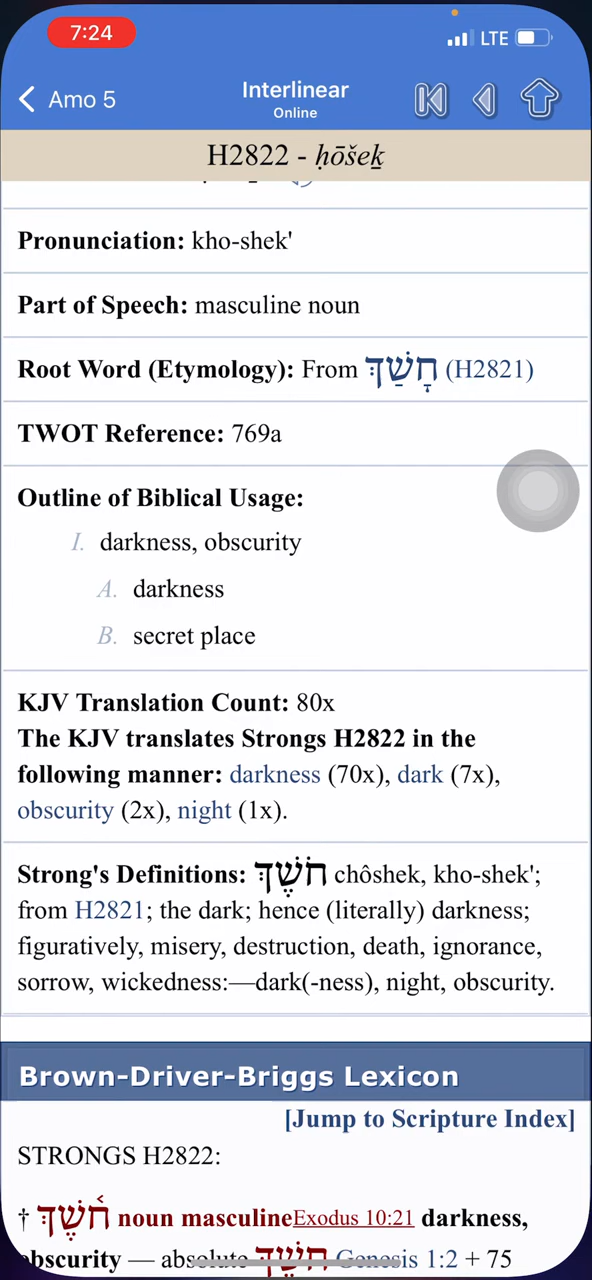 7:24
LTE
Amo 5
Interlinear
Online
H2822 - ḥōšeḵ
Pronunciation: kho-shek'
Part of Speech: masculine noun
Root Word (Etymology): From חָשַׁךְ (H2821)
TWOT Reference: 769a
Outline of Biblical Usage:
I. darkness, obscurity
A. darkness
B. secret place
KJV Translation Count: 80x
The KJV translates Strongs H2822 in the
following manner: darkness (70x), dark (7x),
obscurity (2x), night (1x).
Strong's Definitions: חֹשֶׁךְ chôshek, kho-shek';
from H2821; the dark; hence (literally) darkness;
figuratively, misery, destruction, death, ignorance,
sorrow, wickedness:—dark(-ness), night, obscurity.
Brown-Driver-Briggs Lexicon
[Jump to Scripture Index]
STRONGS H2822:
† חֹ֫שֶׁךְ noun masculineExodus 10:21 darkness,
obscurity — absolute חֹשֶׁךְ Genesis 1:2 + 75